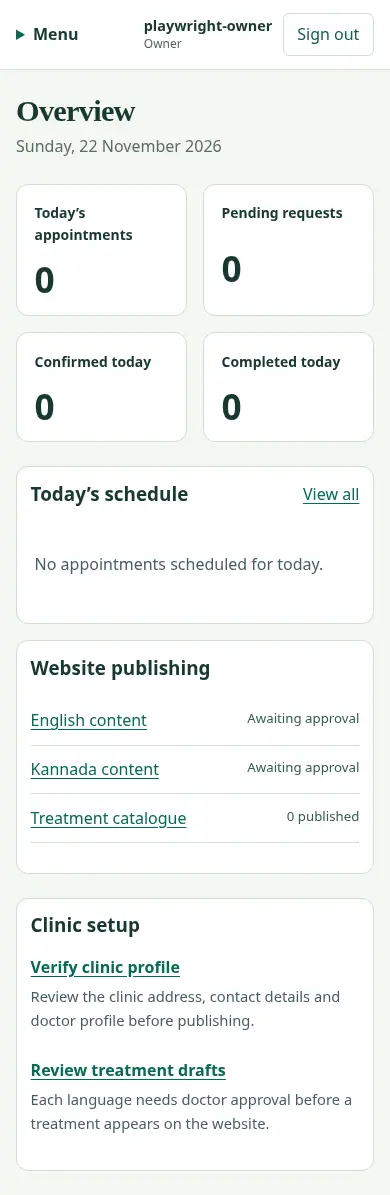 Menu
playwright-owner
Owner
Sign out
Overview
Sunday, 22 November 2026
Today’s
appointments
0
Pending requests
0
Confirmed today
0
Completed today
0
Today’s schedule
View all
No appointments scheduled for today.
Website publishing
English content
Awaiting approval
Kannada content
Awaiting approval
Treatment catalogue
0 published
Clinic setup
Verify clinic profile
Review the clinic address, contact details and
doctor profile before publishing.
Review treatment drafts
Each language needs doctor approval before a
treatment appears on the website.